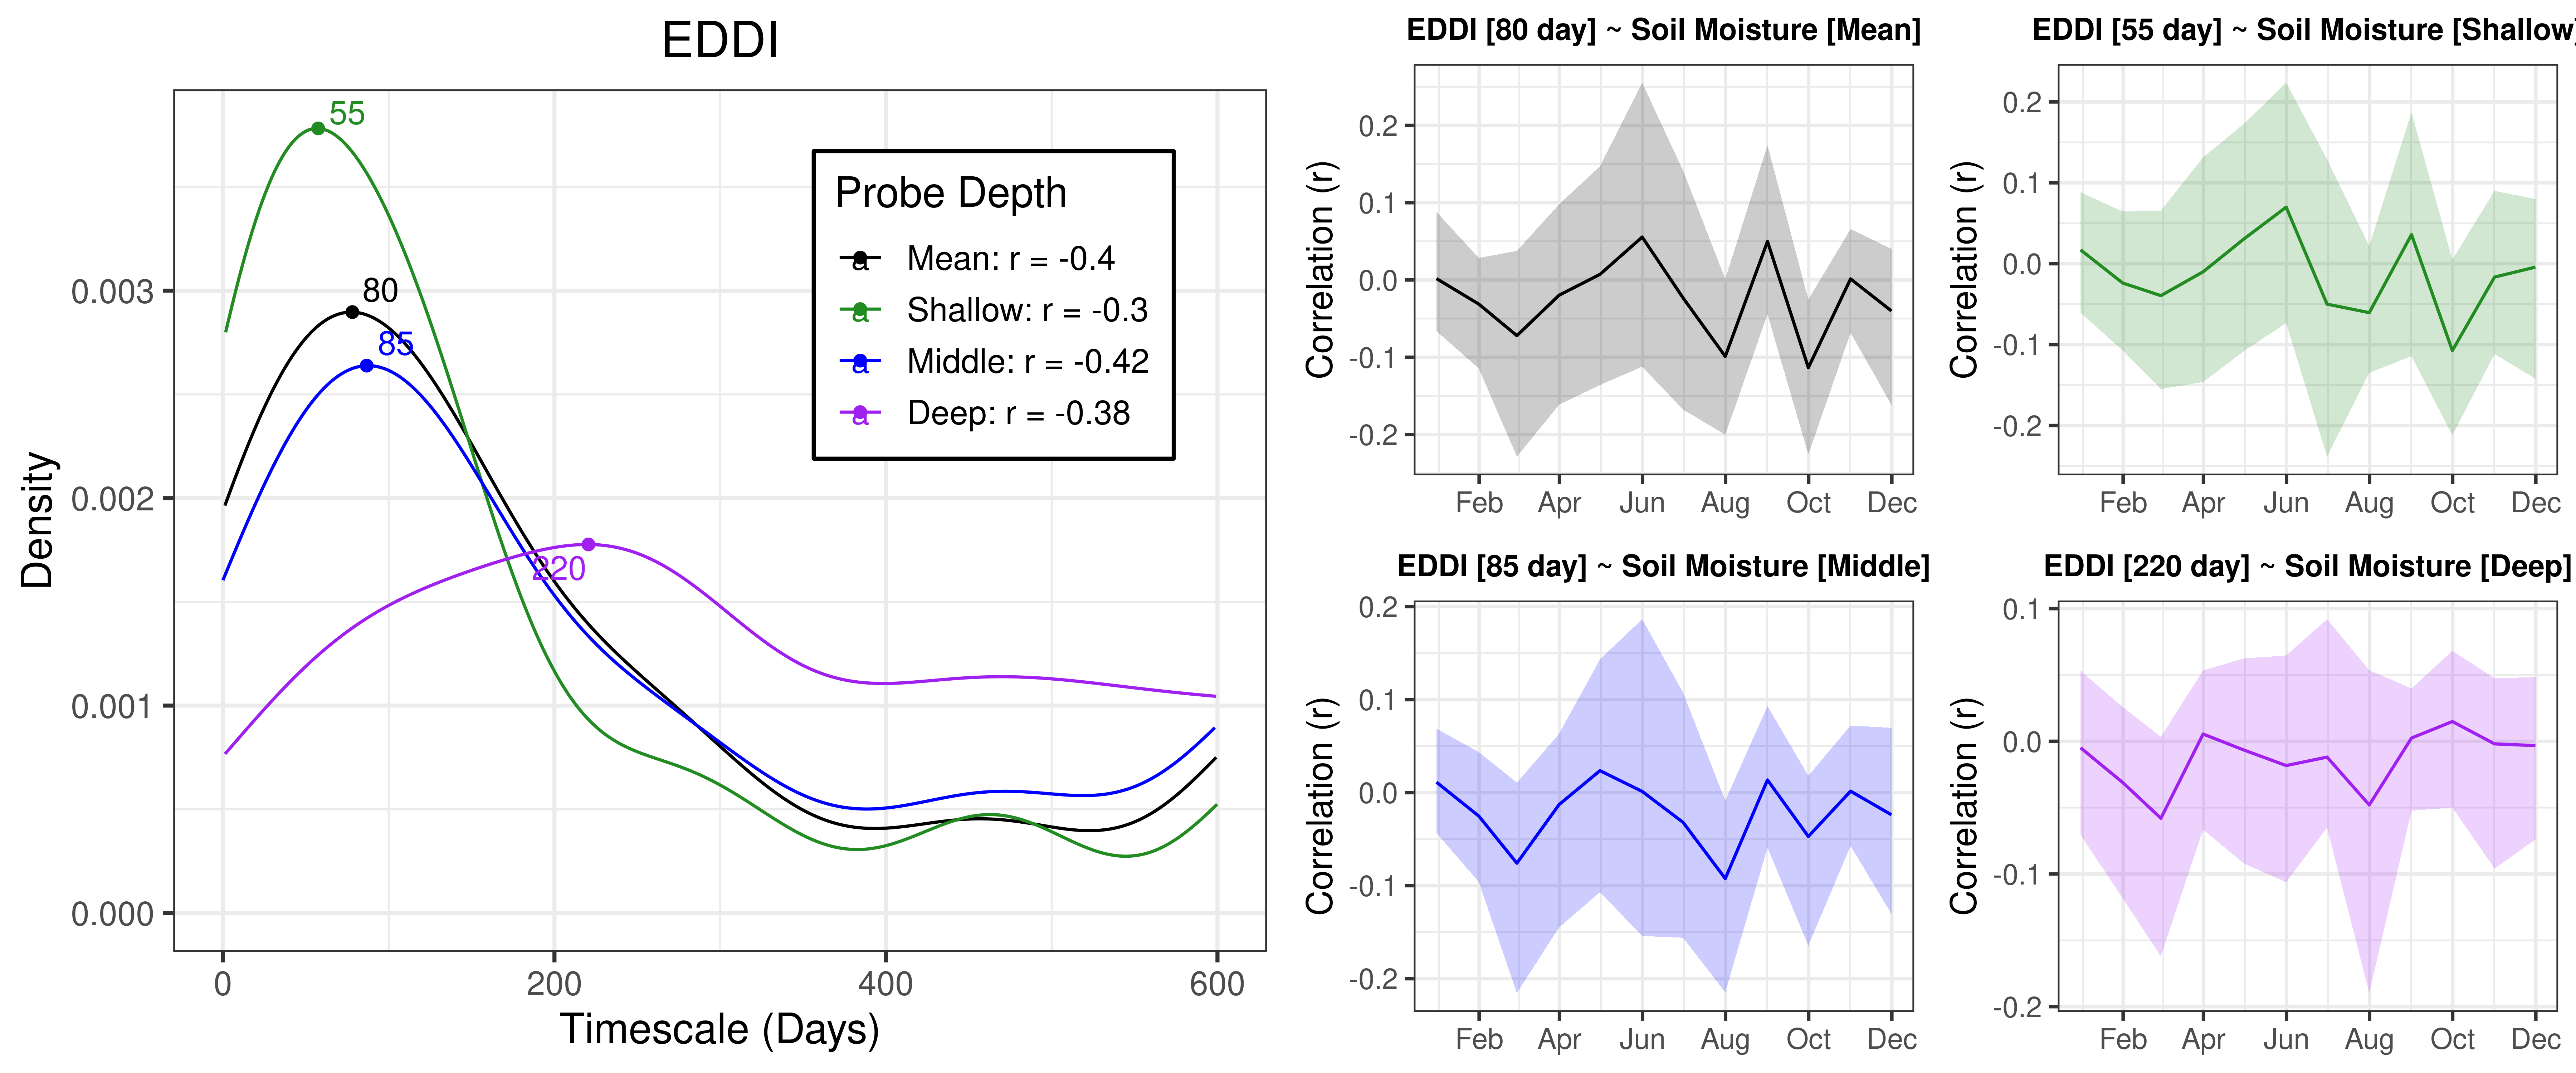 EDDI
Density
0.003
0.002
0.001
0.000
0 200 400 600
Timescale (Days)
55
80
85
220
Probe Depth
a Mean: r = -0.4
a Shallow: r = -0.3
a Middle: r = -0.42
a Deep: r = -0.38
EDDI [80 day] ~ Soil Moisture [Mean]
Correlation (r)
0.2
0.1
0.0
-0.1
-0.2
Feb Apr Jun Aug Oct Dec
EDDI [55 day] ~ Soil Moisture [Shallow]
Correlation (r)
0.2
0.1
0.0
-0.1
-0.2
Feb Apr Jun Aug Oct Dec
EDDI [85 day] ~ Soil Moisture [Middle]
Correlation (r)
0.2
0.1
0.0
-0.1
-0.2
Feb Apr Jun Aug Oct Dec
EDDI [220 day] ~ Soil Moisture [Deep]
Correlation (r)
0.1
0.0
-0.1
-0.2
Feb Apr Jun Aug Oct Dec